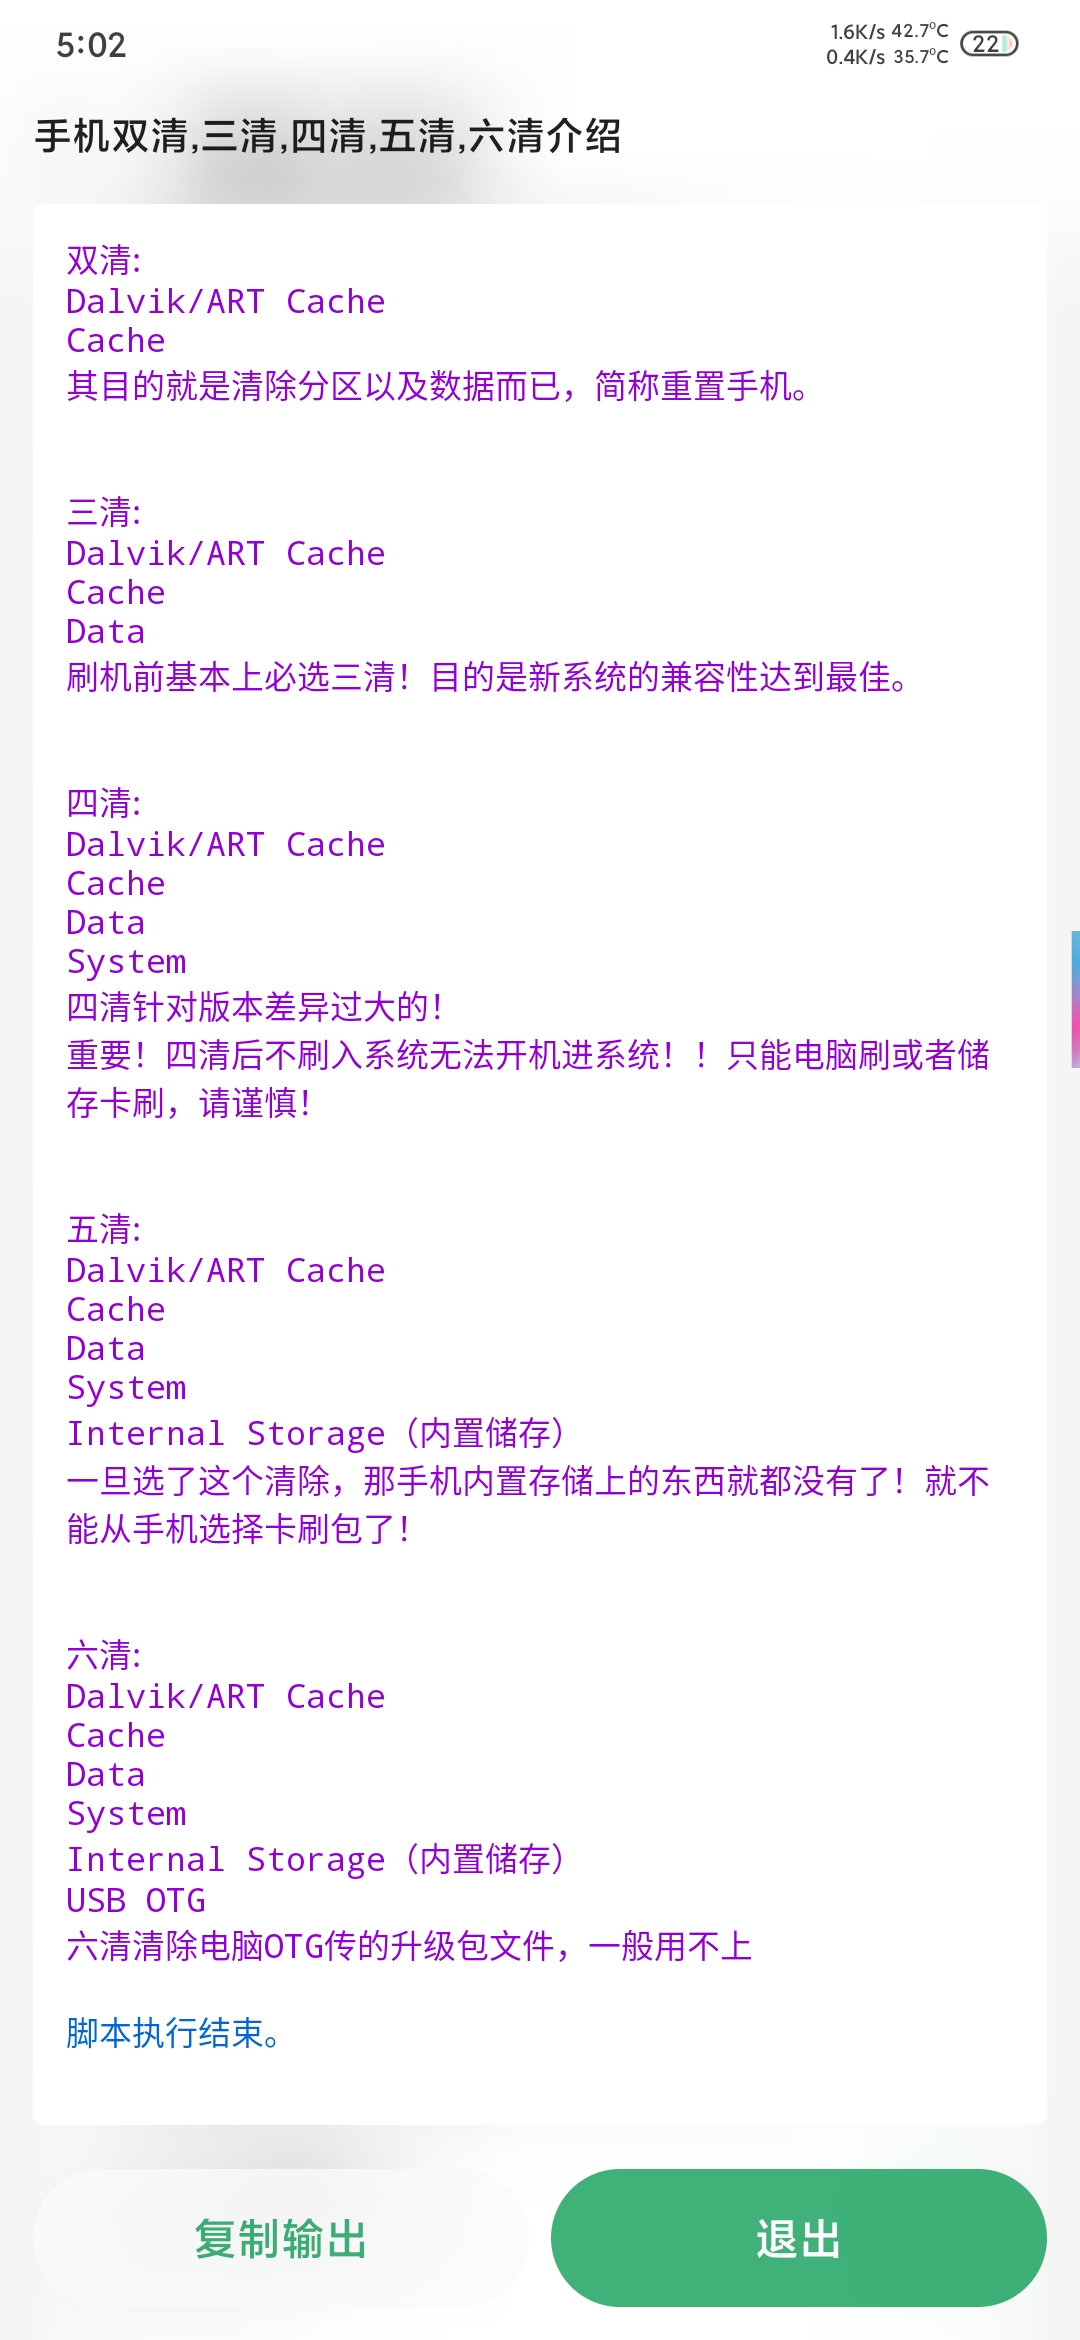 5:02
1.6K/s 42.7°C
0.4K/s 35.7°C
22
手机双清,三清,四清,五清,六清介绍
双清:
Dalvik/ART Cache
Cache
其目的就是清除分区以及数据而已，简称重置手机。
三清:
Dalvik/ART Cache
Cache
Data
刷机前基本上必选三清！目的是新系统的兼容性达到最佳。
四清:
Dalvik/ART Cache
Cache
Data
System
四清针对版本差异过大的！
重要！四清后不刷入系统无法开机进系统！！只能电脑刷或者储
存卡刷，请谨慎！
五清:
Dalvik/ART Cache
Cache
Data
System
Internal Storage（内置储存）
一旦选了这个清除，那手机内置存储上的东西就都没有了！就不
能从手机选择卡刷包了！
六清:
Dalvik/ART Cache
Cache
Data
System
Internal Storage（内置储存）
USB OTG
六清清除电脑OTG传的升级包文件，一般用不上
脚本执行结束。
复制输出
退出